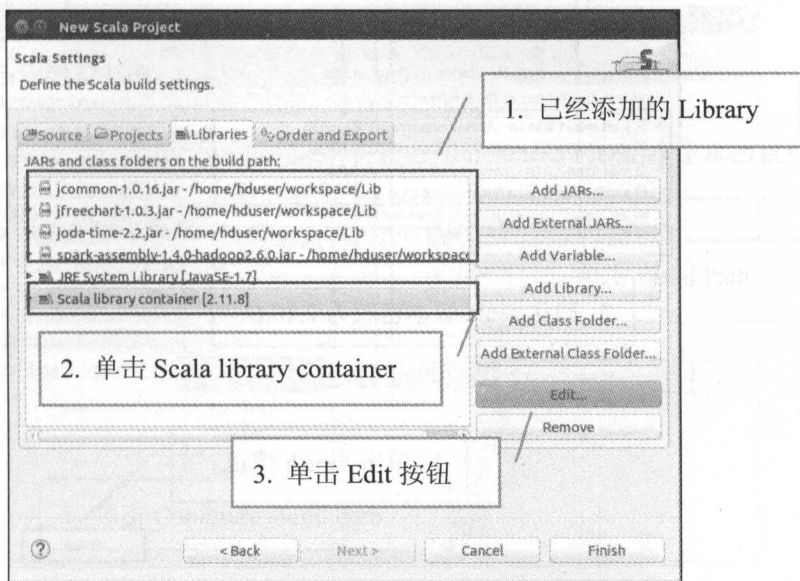 New Scala Project
Scala Settings
Define the Scala build settings.
S
1. 已经添加的 Library
Source Projects Libraries Order and Export
JARs and class folders on the build path:
jcommon-1.0.16.jar - /home/hduser/workspace/Lib
jfreechart-1.0.3.jar - /home/hduser/workspace/Lib
joda-time-2.2.jar - /home/hduser/workspace/Lib
spark-assembly-1.4.0-hadoop2.6.0.jar - /home/hduser/workspace
JRE System Library [JavaSE-1.7]
Scala library container [2.11.8]
Add JARs...
Add External JARs...
Add Variable...
Add Library...
Add Class Folder...
Add External Class Folder...
Edit...
Remove
2. 单击 Scala library container
3. 单击 Edit 按钮
?
< Back
Next >
Cancel
Finish